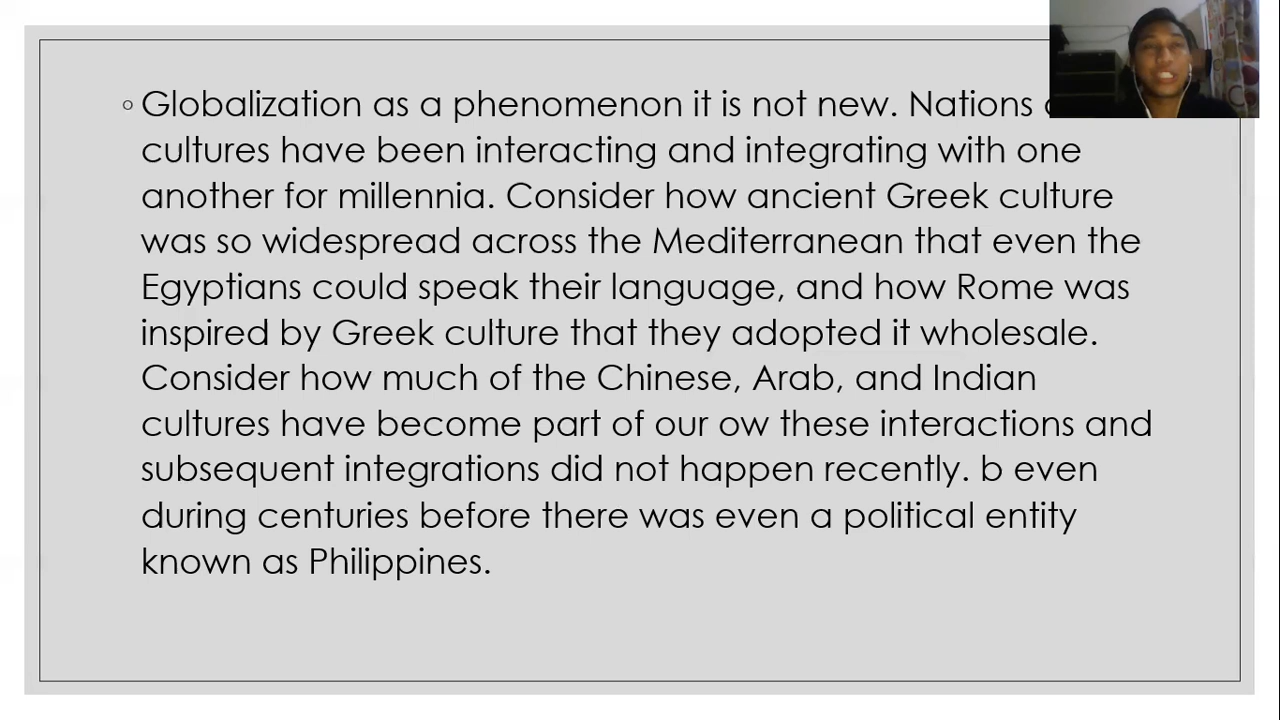 Globalization as a phenomenon it is not new. Nations
cultures have been interacting and integrating with one
another for millennia. Consider how ancient Greek culture
was so widespread across the Mediterranean that even the
Egyptians could speak their language, and how Rome was
inspired by Greek culture that they adopted it wholesale.
Consider how much of the Chinese, Arab, and Indian
cultures have become part of our ow these interactions and
subsequent integrations did not happen recently. b even
during centuries before there was even a political entity
known as Philippines.